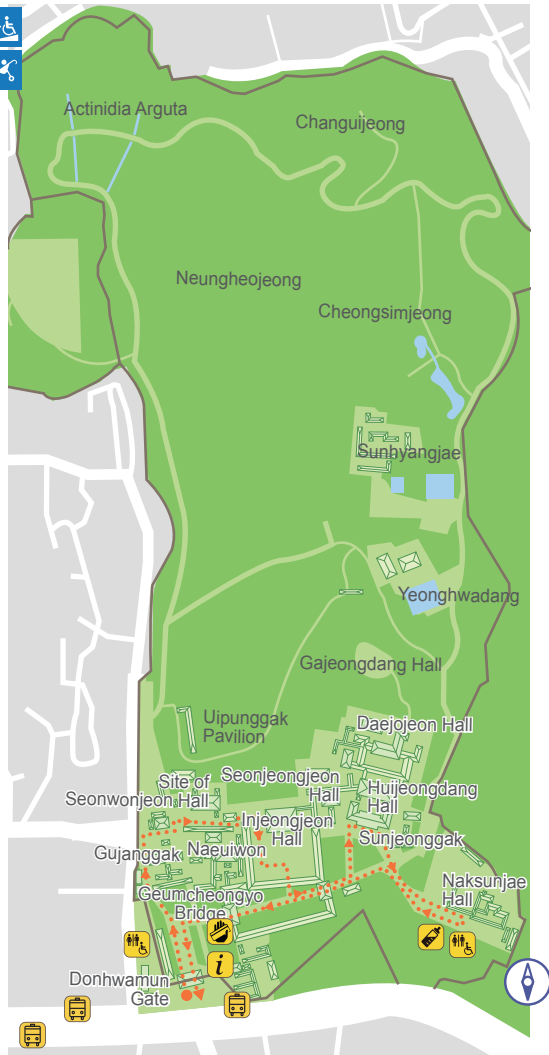 Actinidia Arguta
Changuijeong
Neungheojeong
Cheongsimjeong
Sunhyangjae
Yeonghwadang
Gajeongdang Hall
Uipunggak
Pavilion
Daejojeon Hall
Seonjeongjeon
Hall
Site of
Seonwonjeon Hall
Huijeongdang
Hall
Injeongjeon
Hall
Sunjeonggak
Gujanggak
Naeuiwon
Naksunjae
Hall
Geumcheongyo
Bridge
i
Donhwamun
Gate